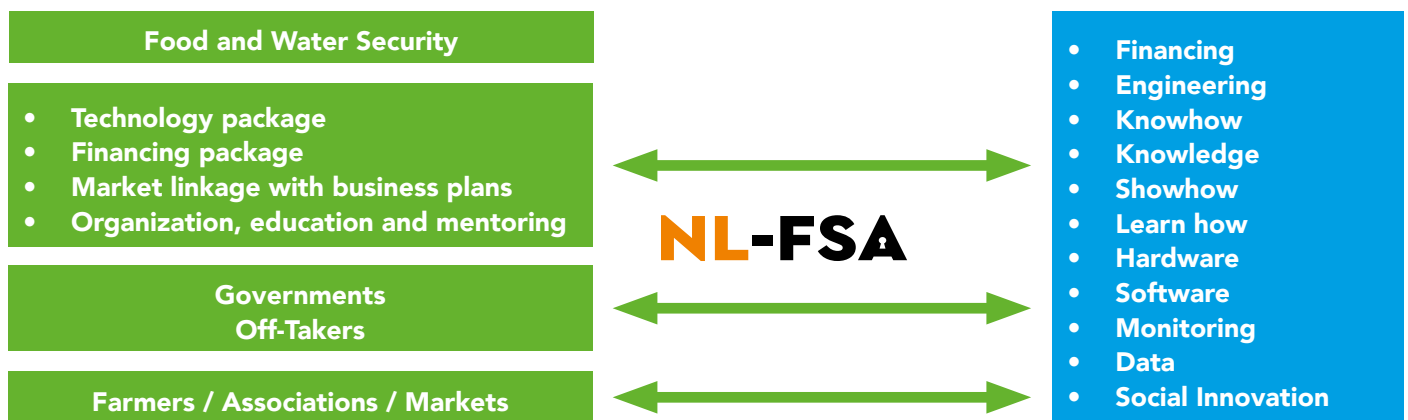 Food and Water Security
• Technology package
• Financing package
• Market linkage with business plans
• Organization, education and mentoring
Governments
Off-Takers
Farmers / Associations / Markets
NL-FSA
• Financing
• Engineering
• Knowhow
• Knowledge
• Showhow
• Learn how
• Hardware
• Software
• Monitoring
• Data
• Social Innovation